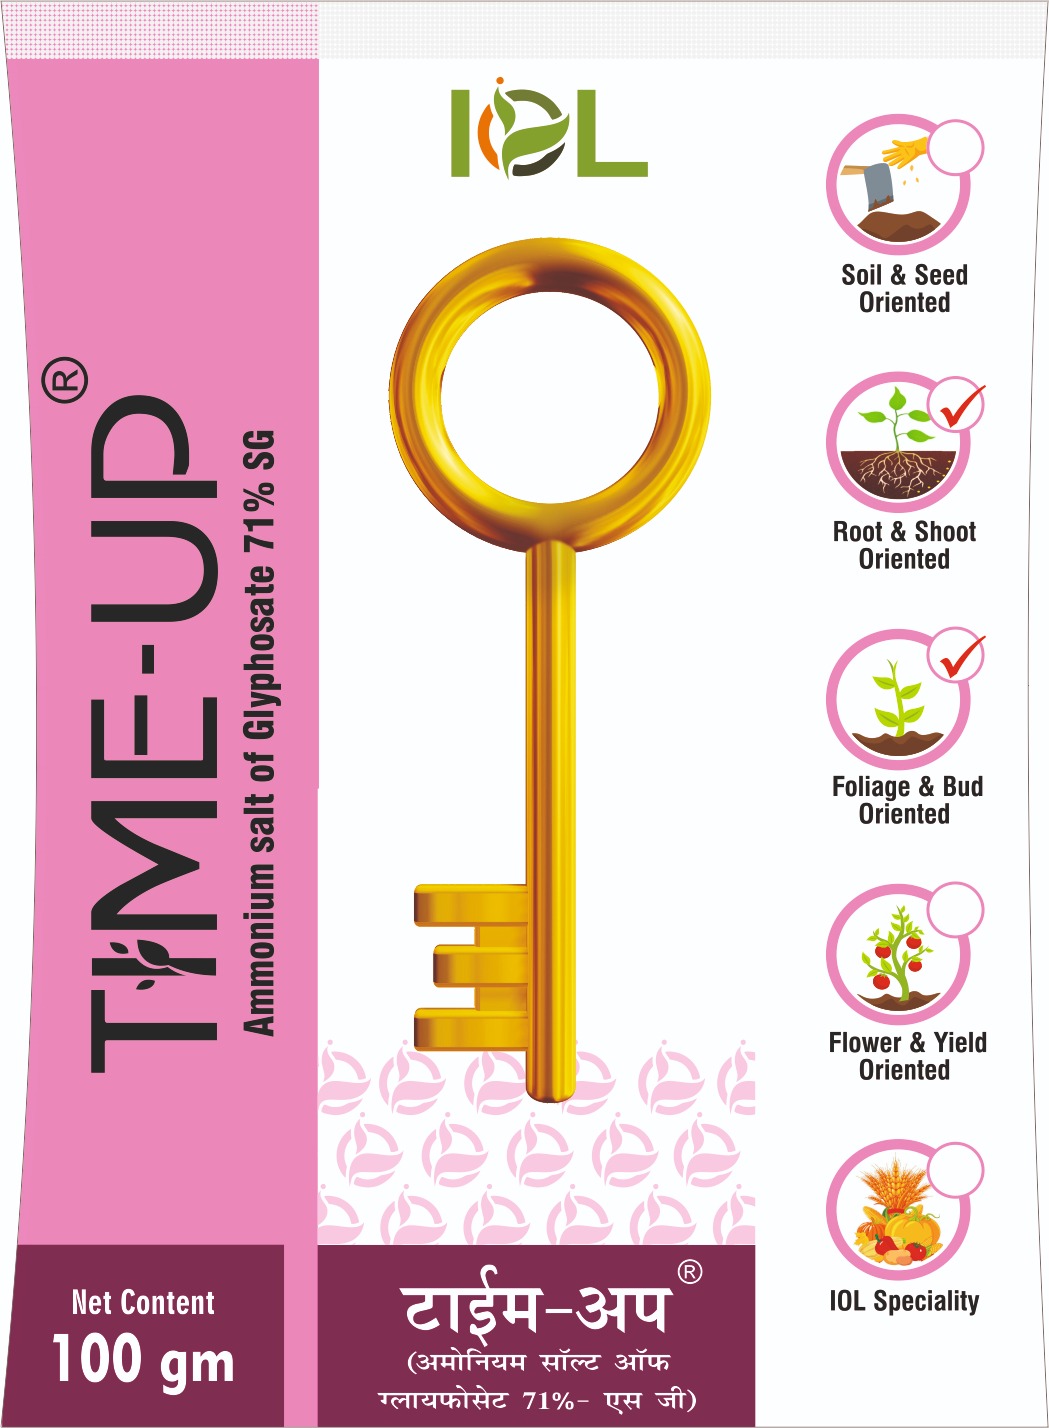 IOL
TIME-UP®
Ammonium salt of Glyphosate 71% SG
Soil & Seed
Oriented
Root & Shoot
Oriented
Foliage & Bud
Oriented
Flower & Yield
Oriented
IOL Speciality
Net Content
100 gm
टाईम-अप®
(अमोनियम सॉल्ट ऑफ
ग्लायफोसेट 71%- एस जी)